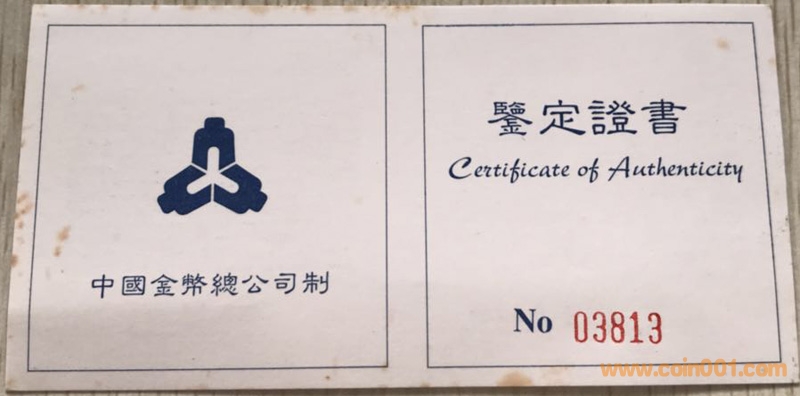 中國金幣總公司制
鑒定證書
Certificate of Authenticity
No 03813
www.coin001.com